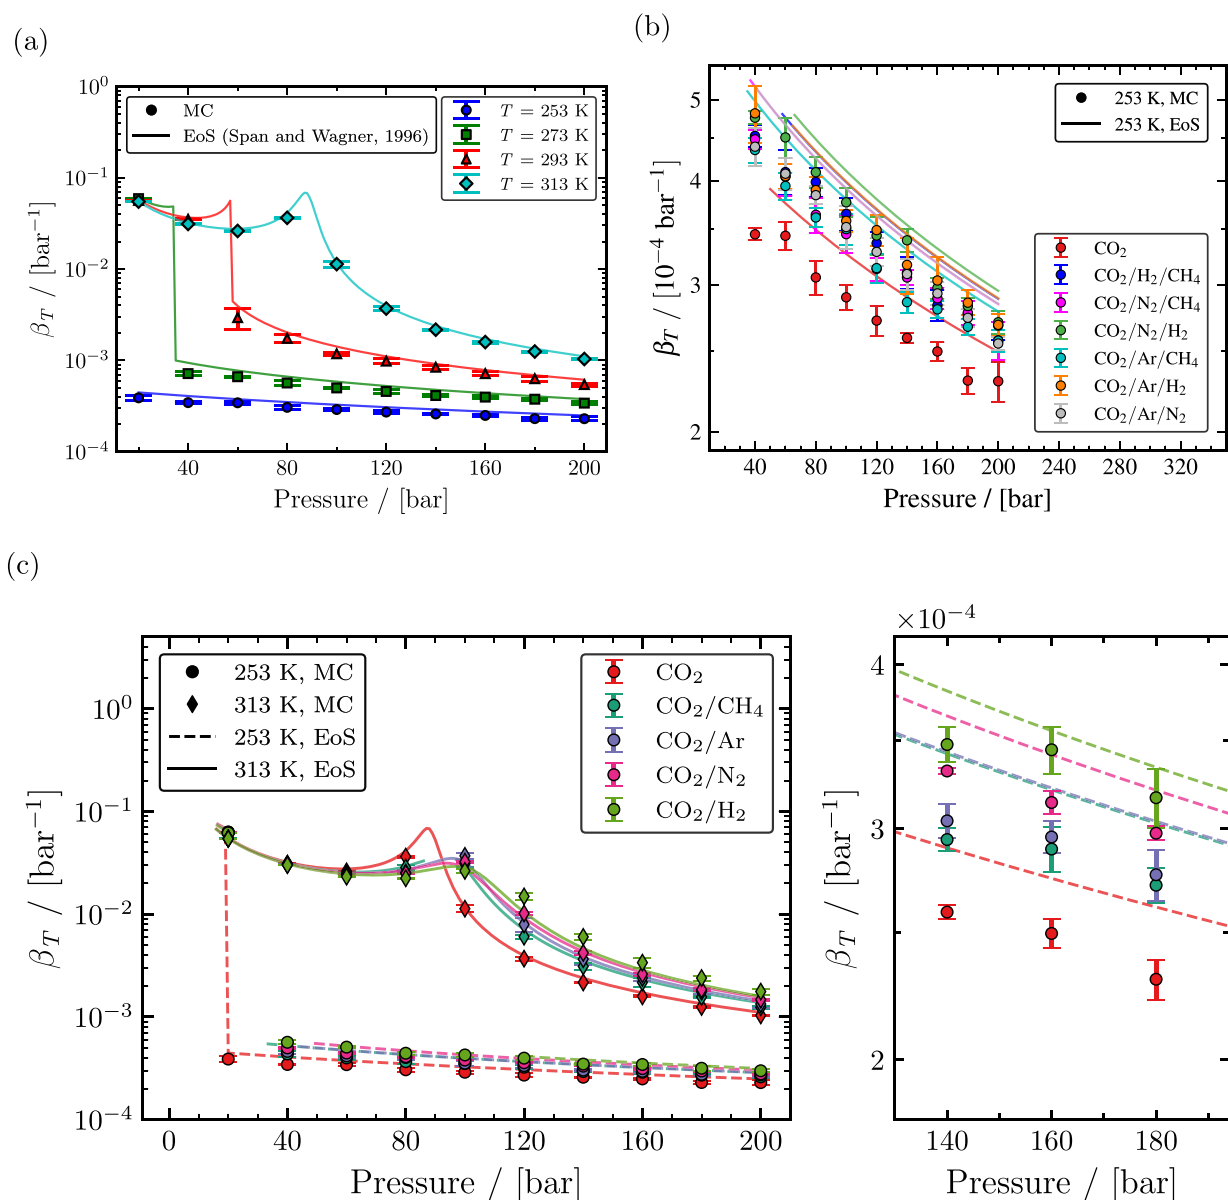 (a)
10⁰
10⁻¹
10⁻²
10⁻³
10⁻⁴
β_T / [bar⁻¹]
MC
EoS (Span and Wagner, 1996)
T = 253 K
T = 273 K
T = 293 K
T = 313 K
40 80 120 160 200
Pressure / [bar]
(b)
5
4
3
2
β_T / [10⁻⁴ bar⁻¹]
253 K, MC
253 K, EoS
CO₂
CO₂/H₂/CH₄
CO₂/N₂/CH₄
CO₂/N₂/H₂
CO₂/Ar/CH₄
CO₂/Ar/H₂
CO₂/Ar/N₂
40 80 120 160 200 240 280 320
Pressure / [bar]
(c)
10⁰
10⁻¹
10⁻²
10⁻³
10⁻⁴
β_T / [bar⁻¹]
253 K, MC
313 K, MC
253 K, EoS
313 K, EoS
CO₂
CO₂/CH₄
CO₂/Ar
CO₂/N₂
CO₂/H₂
0 40 80 120 160 200
Pressure / [bar]
×10⁻⁴
4
3
2
β_T / [bar⁻¹]
140 160 180
Pressure / [bar]